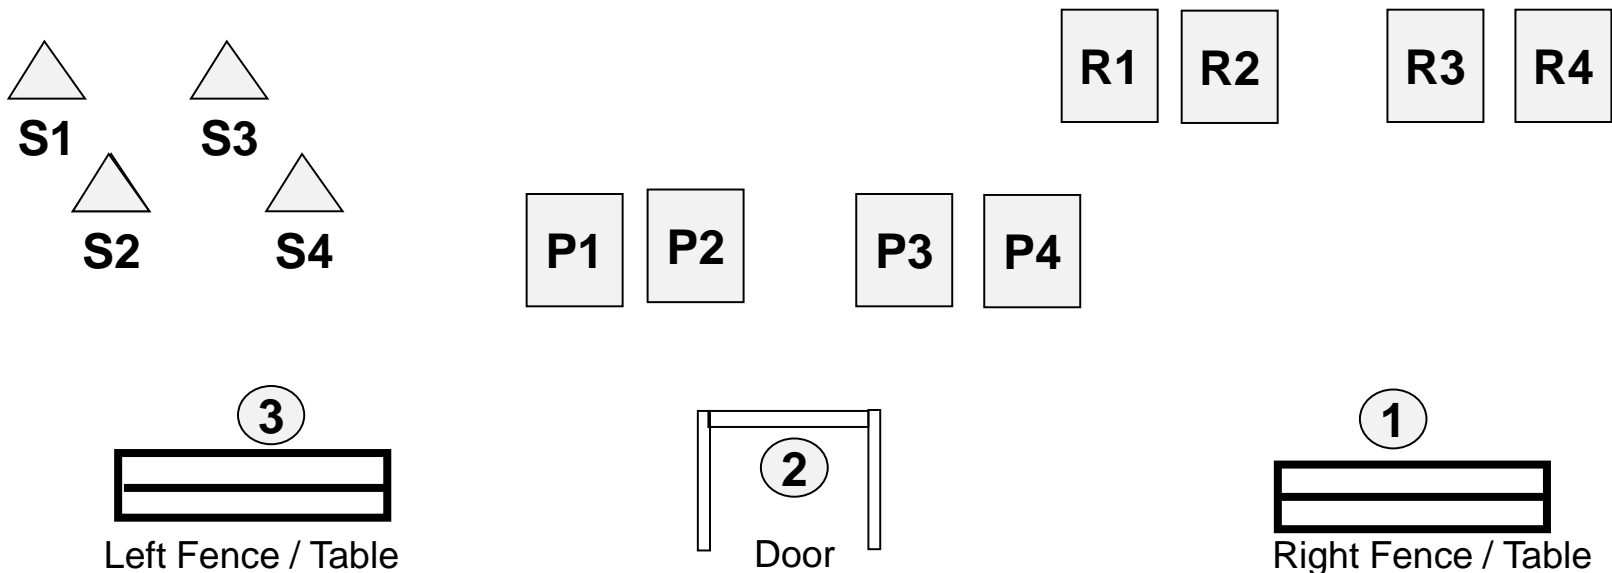 R1 R2 R3 R4
S1 S3
S2 S4 P1 P2 P3 P4
3 2 1
Left Fence / Table Door Right Fence / Table